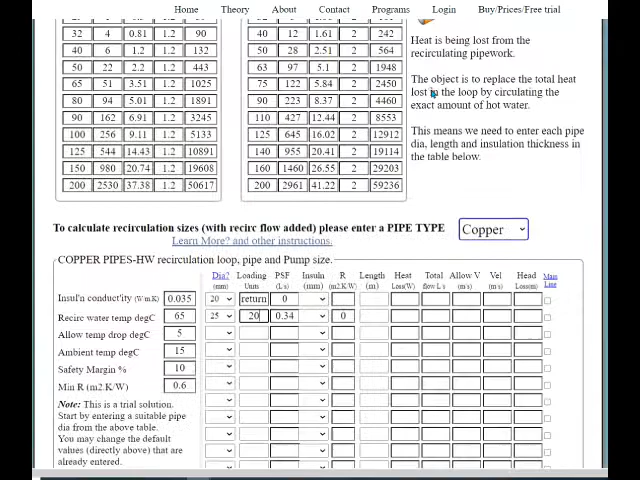 Home Theory About Contact Programs Login Buy/Prices/Free trial
32 4 0.81 1.2 90
40 6 1.2 1.2 132
50 22 2.2 1.2 443
65 51 3.51 1.2 1025
80 94 5.01 1.2 1891
90 162 6.91 1.2 3245
100 256 9.11 1.2 5133
125 544 14.43 1.2 10891
150 980 20.74 1.2 19608
200 2530 37.38 1.2 50617
40 12 1.61 2 242
50 28 2.51 2 564
63 97 5.1 2 1948
75 122 5.84 2 2450
90 223 8.37 2 4460
110 427 12.44 2 8553
125 645 16.02 2 12912
140 955 20.41 2 19114
160 1460 26.55 2 29203
200 2961 41.22 2 59236
Heat is being lost from the
recirculating pipework.
The object is to replace the total heat
lost in the loop by circulating the
exact amount of hot water.
This means we need to enter each pipe
dia, length and insulation thickness in
the table below.
To calculate recirculation sizes (with recirc flow added) please enter a PIPE TYPE Copper
Learn More? and other instructions.
COPPER PIPES-HW recirculation loop, pipe and Pump size.
Dia? Loading PSF Insuln R Length Heat Total Allow V Vel Head Main
(mm) Units (L/s) (mm) (m2.K/W) (m) Loss(W) flow L/s (m/s) (m/s) Loss(m) Line
Insul'n conduct'ity (W/m.K) 0.035 20 return 0
Recirc water temp degC 65 25 20 0.34 0
Allow temp drop degC 5
Ambient temp degC 15
Safety Margin % 10
Min R (m2.K/W) 0.6
Note: This is a trial solution.
Start by entering a suitable pipe
dia from the above table.
You may change the default
values (directly above) that are
already entered.